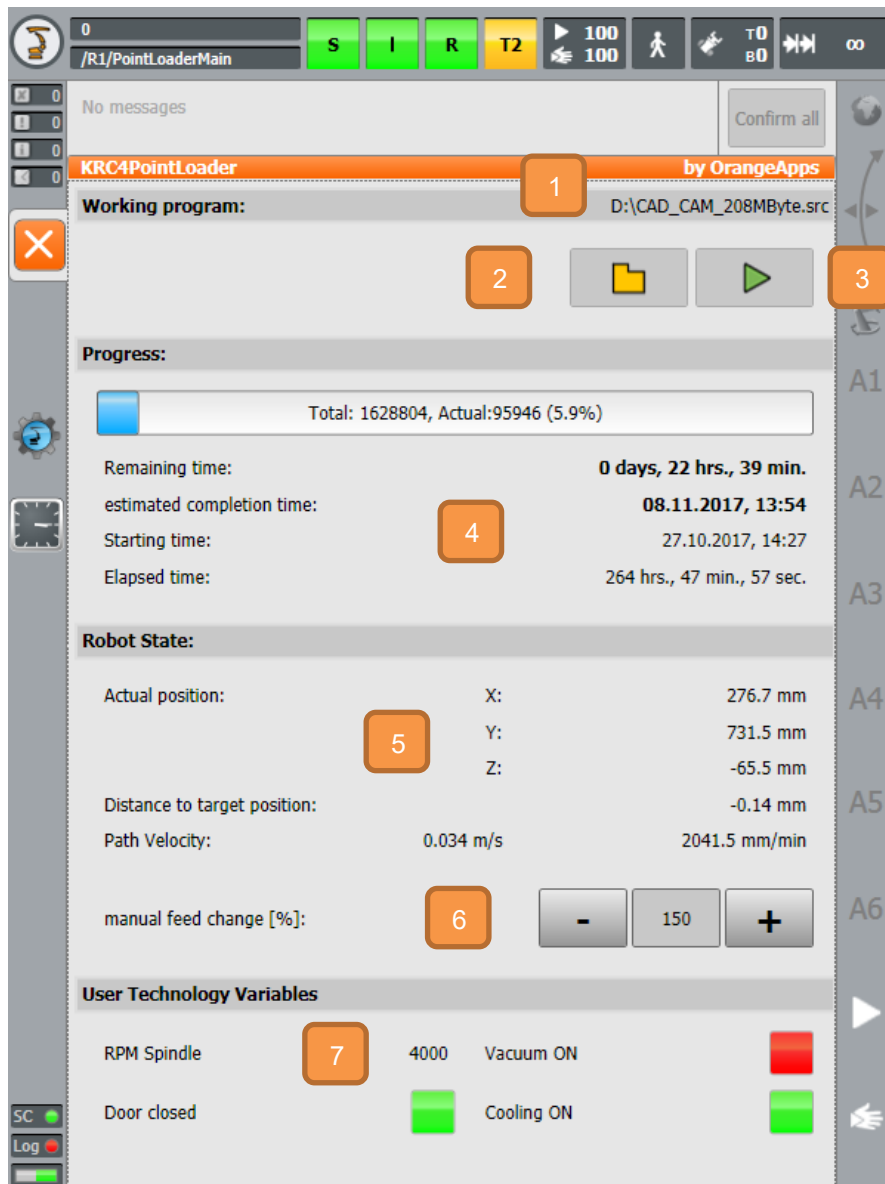 0
/R1/PointLoaderMain
S I R T2 100 100 T0 B0 ∞
0
0
0
0
No messages
Confirm all
KRC4PointLoader by OrangeApps
1
Working program: D:\CAD_CAM_208MByte.src
2
3
Progress:
Total: 1628804, Actual:95946 (5.9%)
Remaining time: 0 days, 22 hrs., 39 min.
estimated completion time: 08.11.2017, 13:54
4
Starting time: 27.10.2017, 14:27
Elapsed time: 264 hrs., 47 min., 57 sec.
Robot State:
Actual position: X: 276.7 mm
5
Y: 731.5 mm
Z: -65.5 mm
Distance to target position: -0.14 mm
Path Velocity: 0.034 m/s 2041.5 mm/min
manual feed change [%]: 6 - 150 +
User Technology Variables
RPM Spindle 7 4000 Vacuum ON
Door closed Cooling ON
A1
A2
A3
A4
A5
A6
SC
Log